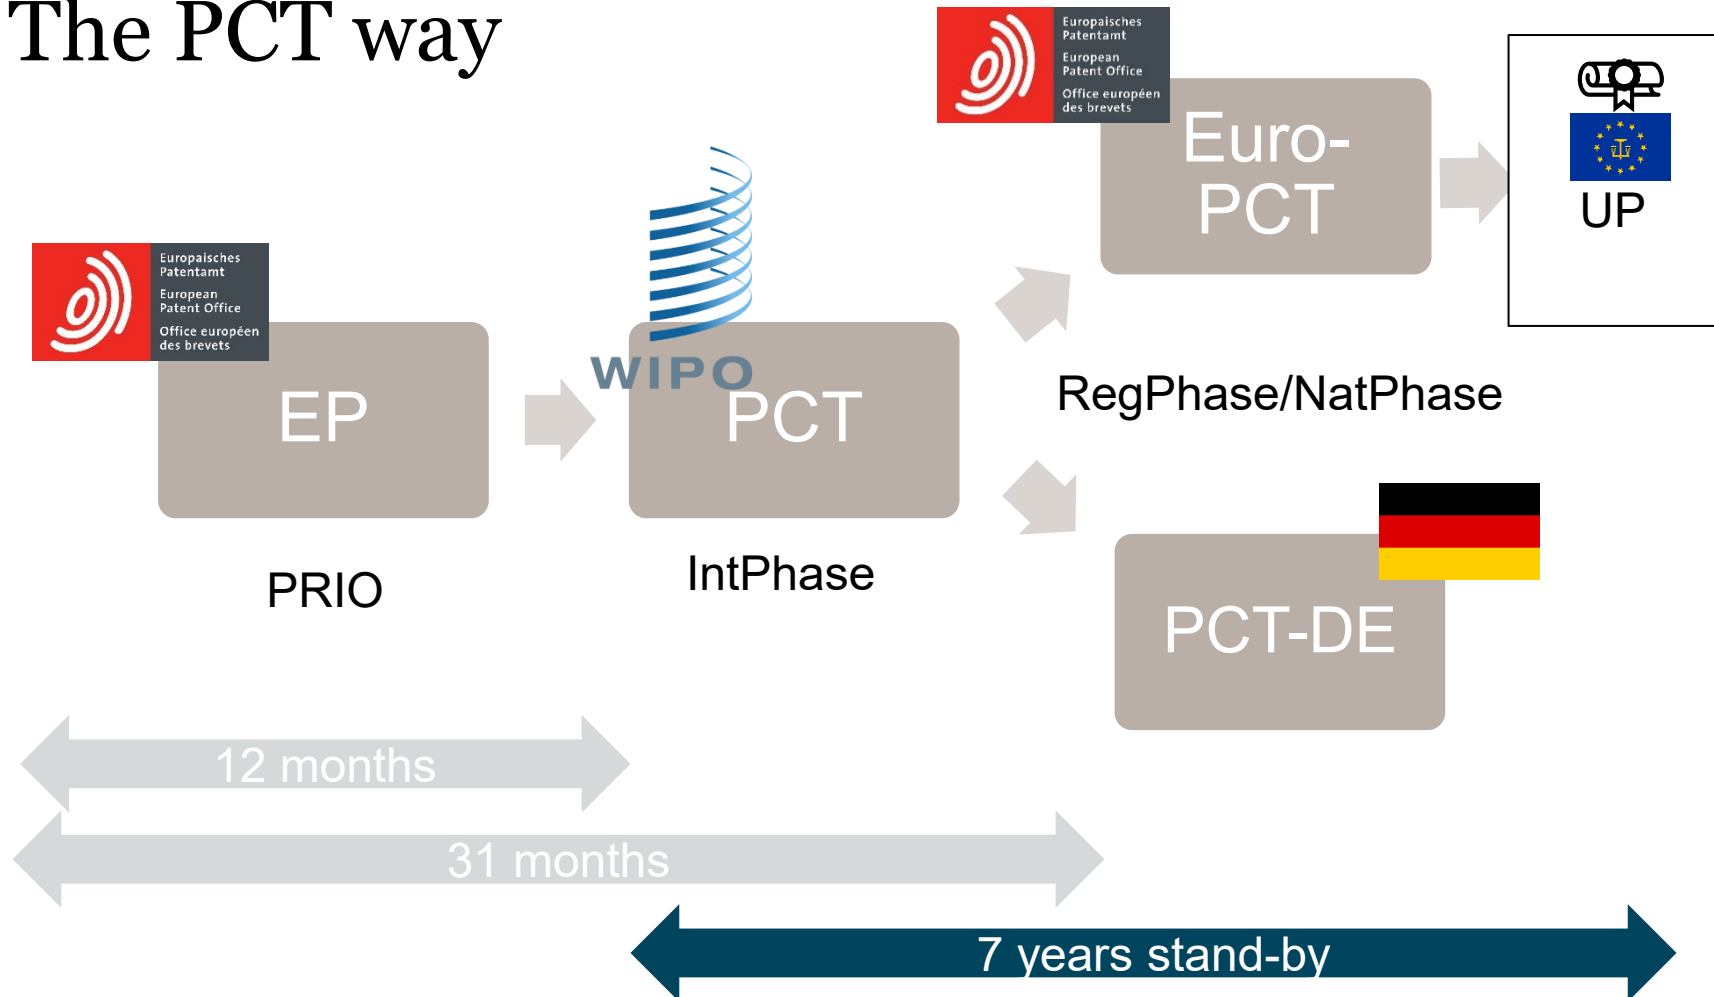 The PCT way
Europaisches
Patentamt
European
Patent Office
Office européen
des brevets
Euro-
PCT
UP
Europaisches
Patentamt
European
Patent Office
Office européen
des brevets
EP
WIPO
PCT
RegPhase/NatPhase
PRIO
IntPhase
PCT-DE
12 months
31 months
7 years stand-by